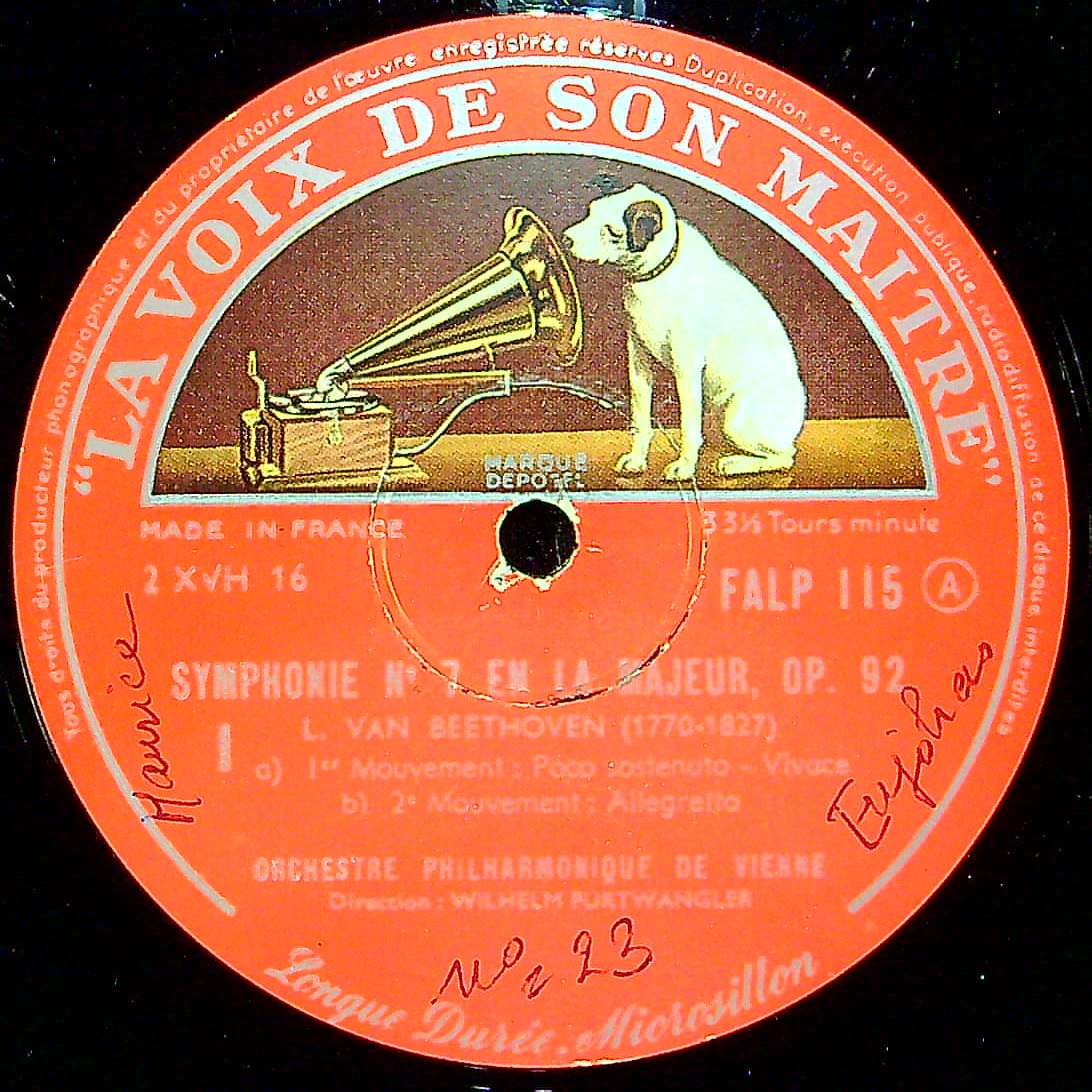 Tous droits du producteur phonographique et du propriétaire de l'œuvre enregistrée réservés. Duplication, exécution publique, radiodiffusion de ce disque, interdites
"LA VOIX DE SON MAITRE"
MARQUE
DEPOSÉE
MADE IN FRANCE
33⅓ Tours minute
2 XVH 16
FALP 115 A
SYMPHONIE Nº 7 EN LA MAJEUR, OP. 92
L. VAN BEETHOVEN (1770-1827)
I
a) 1er Mouvement : Poco sostenuto - Vivace
b) 2e Mouvement : Allegretto
ORCHESTRE PHILHARMONIQUE DE VIENNE
Direction : WILHELM FURTWANGLER
Maurice
Nº 23
Longue Durée. Microsillon